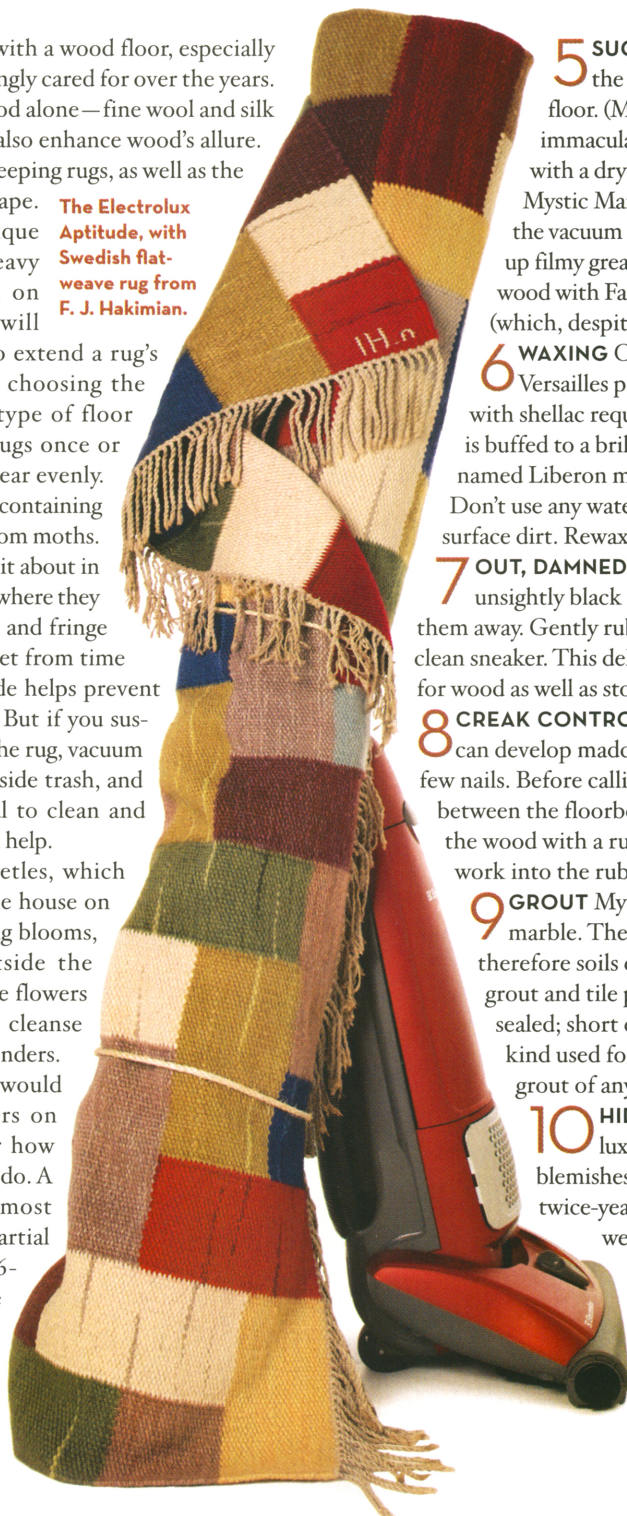 with a wood floor, especially
ngly cared for over the years.
od alone—fine wool and silk
also enhance wood's allure.
eeping rugs, as well as the
ape.
que
eavy
on
will
The Electrolux
Aptitude, with
Swedish flat-
weave rug from
F. J. Hakimian.
o extend a rug's
choosing the
type of floor
ugs once or
ear evenly.
containing
om moths.
it about in
where they
and fringe
et from time
de helps prevent
But if you sus-
he rug, vacuum
side trash, and
al to clean and
help.
etles, which
e house on
g blooms,
tside the
e flowers
cleanse
nders.
would
ers on
how
do. A
most
artial
6-
5 SUC
the
floor. (M
immacula
with a dry
Mystic Ma
the vacuum
up filmy grea
wood with Fa
(which, despit
6 WAXING C
Versailles p
with shellac requ
is buffed to a bril
named Liberon m
Don't use any wate
surface dirt. Rewax
7 OUT, DAMNED
unsightly black
them away. Gently rul
clean sneaker. This del
for wood as well as sto
8 CREAK CONTRO
can develop madd
few nails. Before calli
between the floorbo
the wood with a ru
work into the rub
9 GROUT My
marble. The
therefore soils
grout and tile p
sealed; short
kind used fo
grout of any
10 HI
lux
blemishes
twice-yea
we